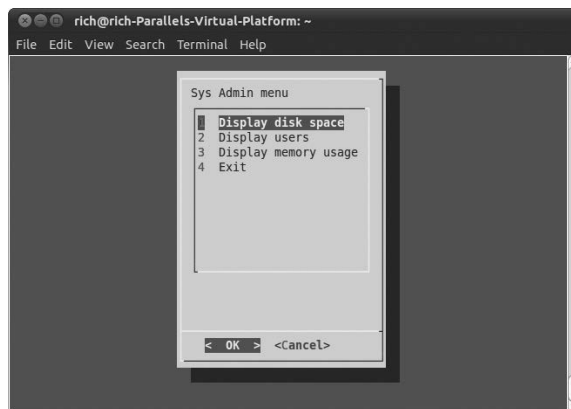 rich@rich-Parallels-Virtual-Platform: ~
File Edit View Search Terminal Help
Sys Admin menu
1 Display disk space
2 Display users
3 Display memory usage
4 Exit
< OK > <Cancel>